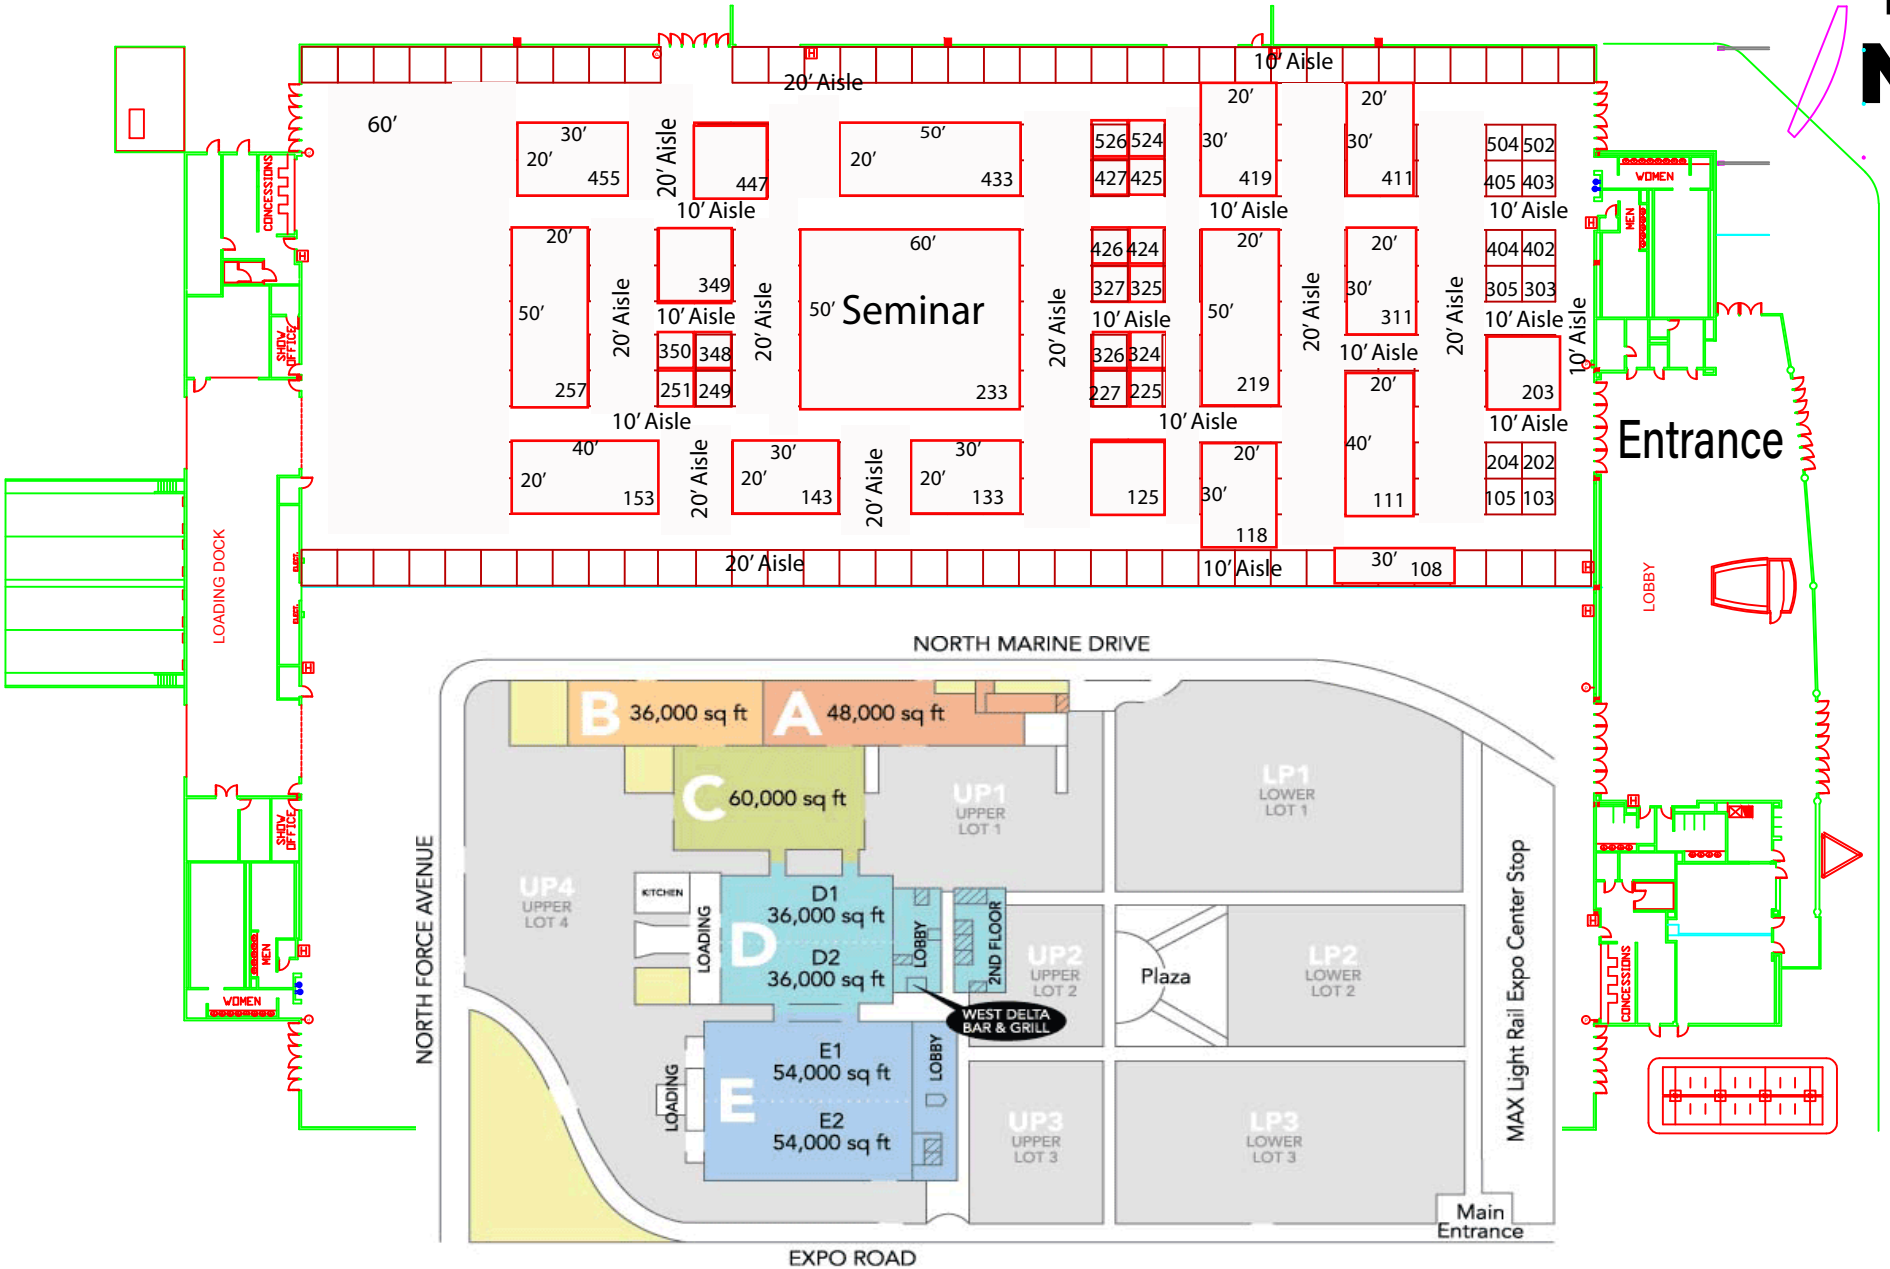 N
10' Aisle
20' Aisle
60'
30'
20'
455
20' Aisle
447
50'
20'
433
526 524
427 425
20'
30'
419
20'
30'
411
504 502
405 403
CONCESSIONS
WOMEN
MEN
10' Aisle
10' Aisle
10' Aisle
20'
50'
257
20' Aisle
349
10' Aisle
350 348
251 249
20' Aisle
60'
50' Seminar
233
20' Aisle
426 424
327 325
10' Aisle
326 324
227 225
20'
50'
219
20' Aisle
20'
30'
311
10' Aisle
20' Aisle
404 402
305 303
10' Aisle
10' Aisle
203
SHOW OFFICE
10' Aisle
10' Aisle
10' Aisle
Entrance
40'
20'
153
20' Aisle
30'
20'
143
20' Aisle
30'
20'
133
125
20'
30'
118
20'
40'
111
204 202
105 103
LOADING DOCK
ELECT.
ELECT.
20' Aisle
10' Aisle
30'
108
LOBBY
NORTH MARINE DRIVE
B 36,000 sq ft
A 48,000 sq ft
C 60,000 sq ft
UP1
UPPER
LOT 1
LP1
LOWER
LOT 1
SHOW OFFICE
NORTH FORCE AVENUE
UP4
UPPER
LOT 4
KITCHEN
LOADING
D
D1
36,000 sq ft
D2
36,000 sq ft
LOBBY
2ND FLOOR
UP2
UPPER
LOT 2
Plaza
LP2
LOWER
LOT 2
MAX Light Rail Expo Center Stop
MEN
WOMEN
CONCESSIONS
WEST DELTA
BAR & GRILL
LOADING
E
E1
54,000 sq ft
E2
54,000 sq ft
LOBBY
UP3
UPPER
LOT 3
LP3
LOWER
LOT 3
Main
Entrance
EXPO ROAD